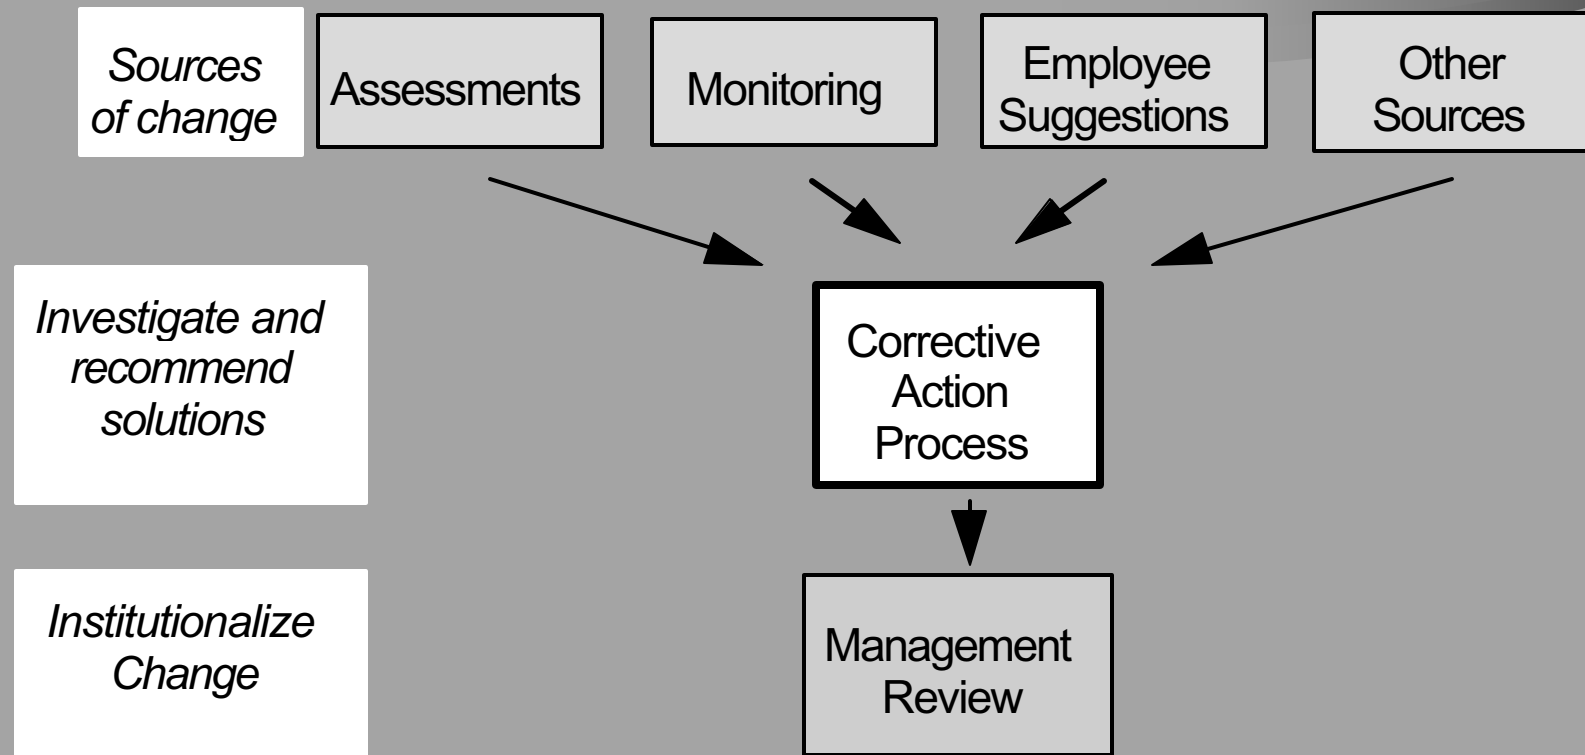 Sources
of change
Assessments
Monitoring
Employee
Suggestions
Other
Sources
Investigate and
recommend
solutions
Corrective
Action
Process
Institutionalize
Change
Management
Review